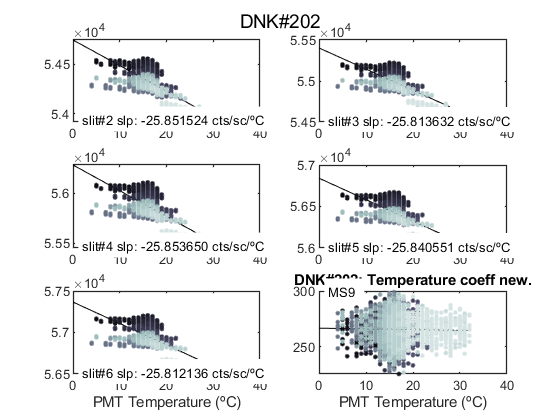 DNK#202
×10⁴
5.45
5.4
0 10 20 30 40
slit#2 slp: -25.851524 cts/sc/ºC
×10⁴
5.5
5.5
5.45
0 10 20 30 40
slit#3 slp: -25.813632 cts/sc/ºC
×10⁴
5.6
5.55
0 10 20 30 40
slit#4 slp: -25.853650 cts/sc/ºC
×10⁴
5.7
5.6
0 10 20 30 40
slit#5 slp: -25.840551 cts/sc/ºC
×10⁴
5.75
5.7
5.65
0 10 20 30 40
slit#6 slp: -25.812136 cts/sc/ºC
PMT Temperature (ºC)
DNK#202: Temperature coeff new.
MS9
300
250
0 10 20 30 40
PMT Temperature (ºC)